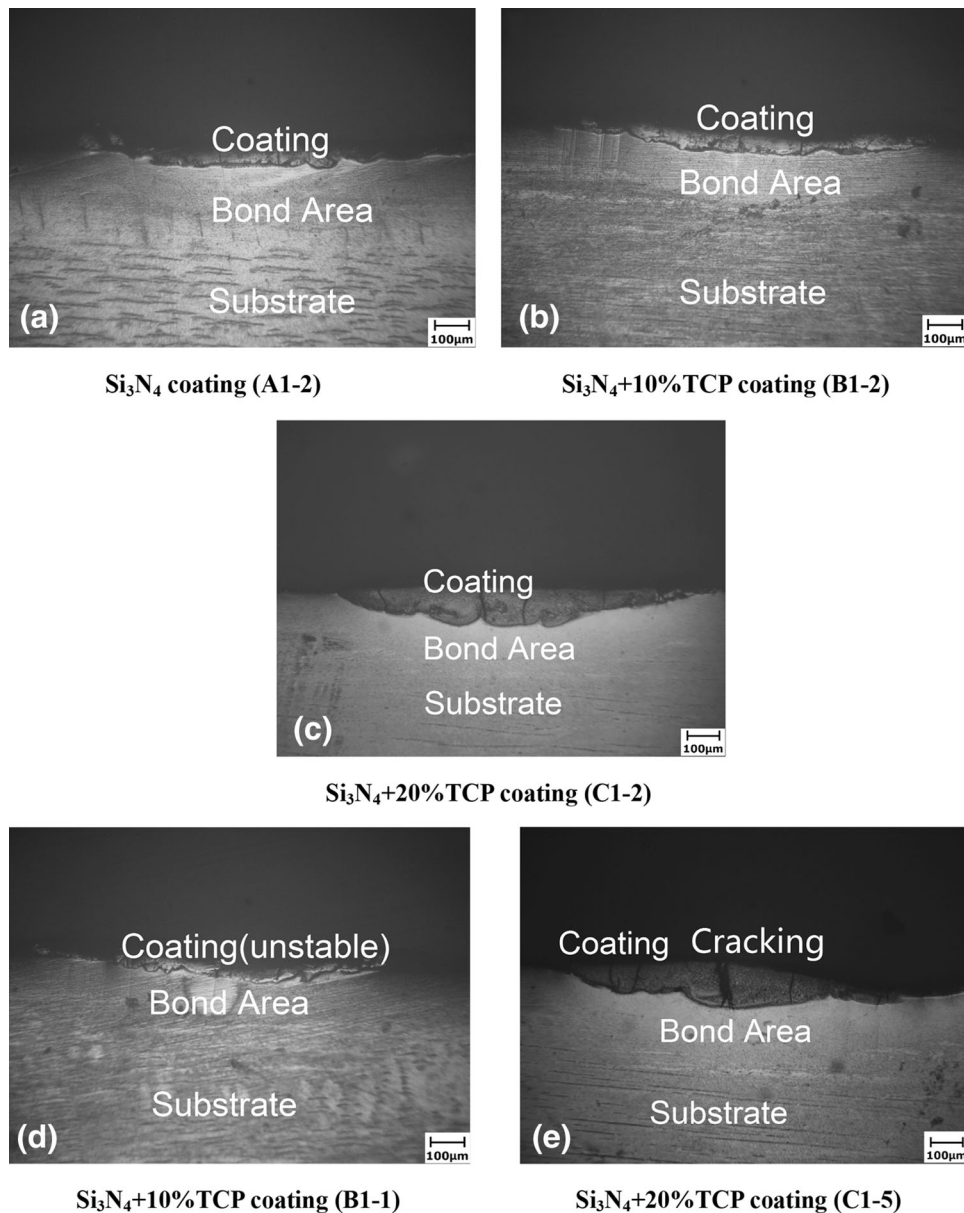 Coating
Bond Area
Substrate
(a)
100µm
Si₃N₄ coating (A1-2)
Coating
Bond Area
Substrate
(b)
100µm
Si₃N₄+10%TCP coating (B1-2)
Coating
Bond Area
Substrate
(c)
100µm
Si₃N₄+20%TCP coating (C1-2)
Coating(unstable)
Bond Area
Substrate
(d)
100µm
Si₃N₄+10%TCP coating (B1-1)
Coating Cracking
Bond Area
Substrate
(e)
100µm
Si₃N₄+20%TCP coating (C1-5)